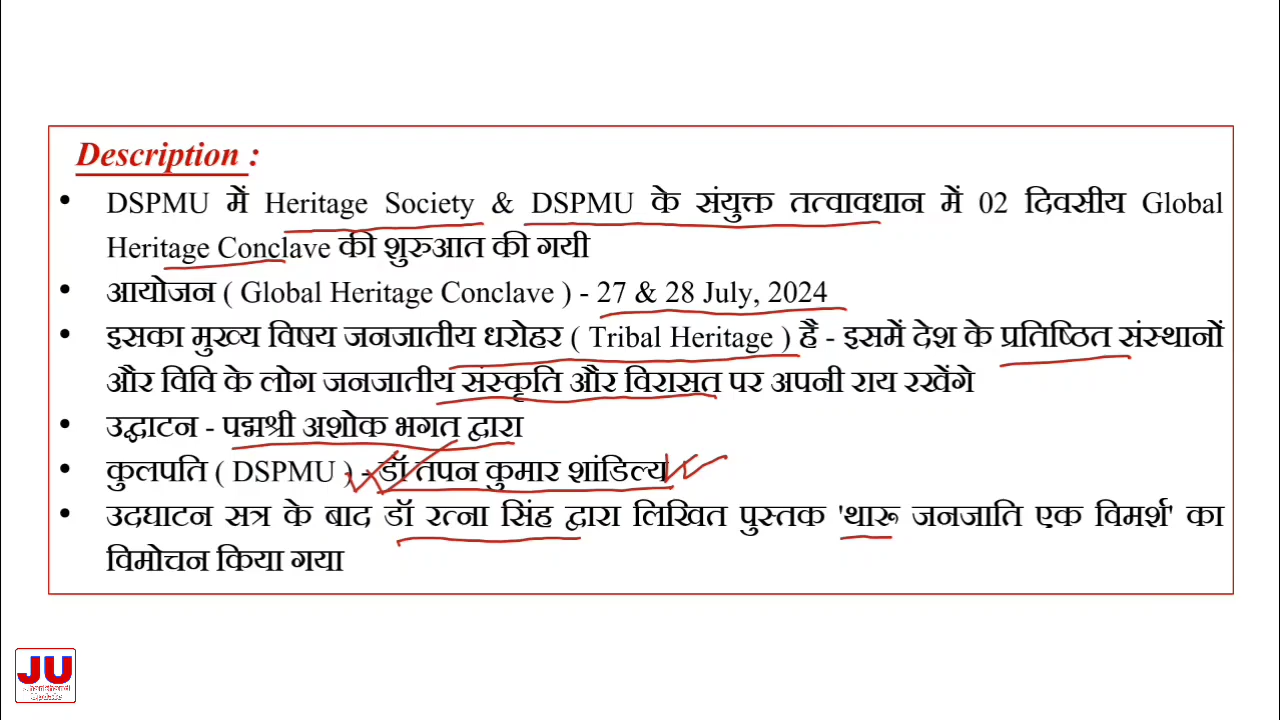 Description :
• DSPMU में Heritage Society & DSPMU के संयुक्त तत्वावधान में 02 दिवसीय Global
Heritage Conclave की शुरुआत की गयी
• आयोजन ( Global Heritage Conclave ) - 27 & 28 July, 2024
• इसका मुख्य विषय जनजातीय धरोहर ( Tribal Heritage ) है - इसमें देश के प्रतिष्ठित संस्थानों
और विवि के लोग जनजातीय संस्कृति और विरासत पर अपनी राय रखेंगे
• उद्घाटन - पद्मश्री अशोक भगत द्वारा
• कुलपति ( DSPMU ) - डॉ तपन कुमार शांडिल्य
• उदघाटन सत्र के बाद डॉ रत्ना सिंह द्वारा लिखित पुस्तक 'थारू जनजाति एक विमर्श' का
विमोचन किया गया
JU
Jharkhand
Updates